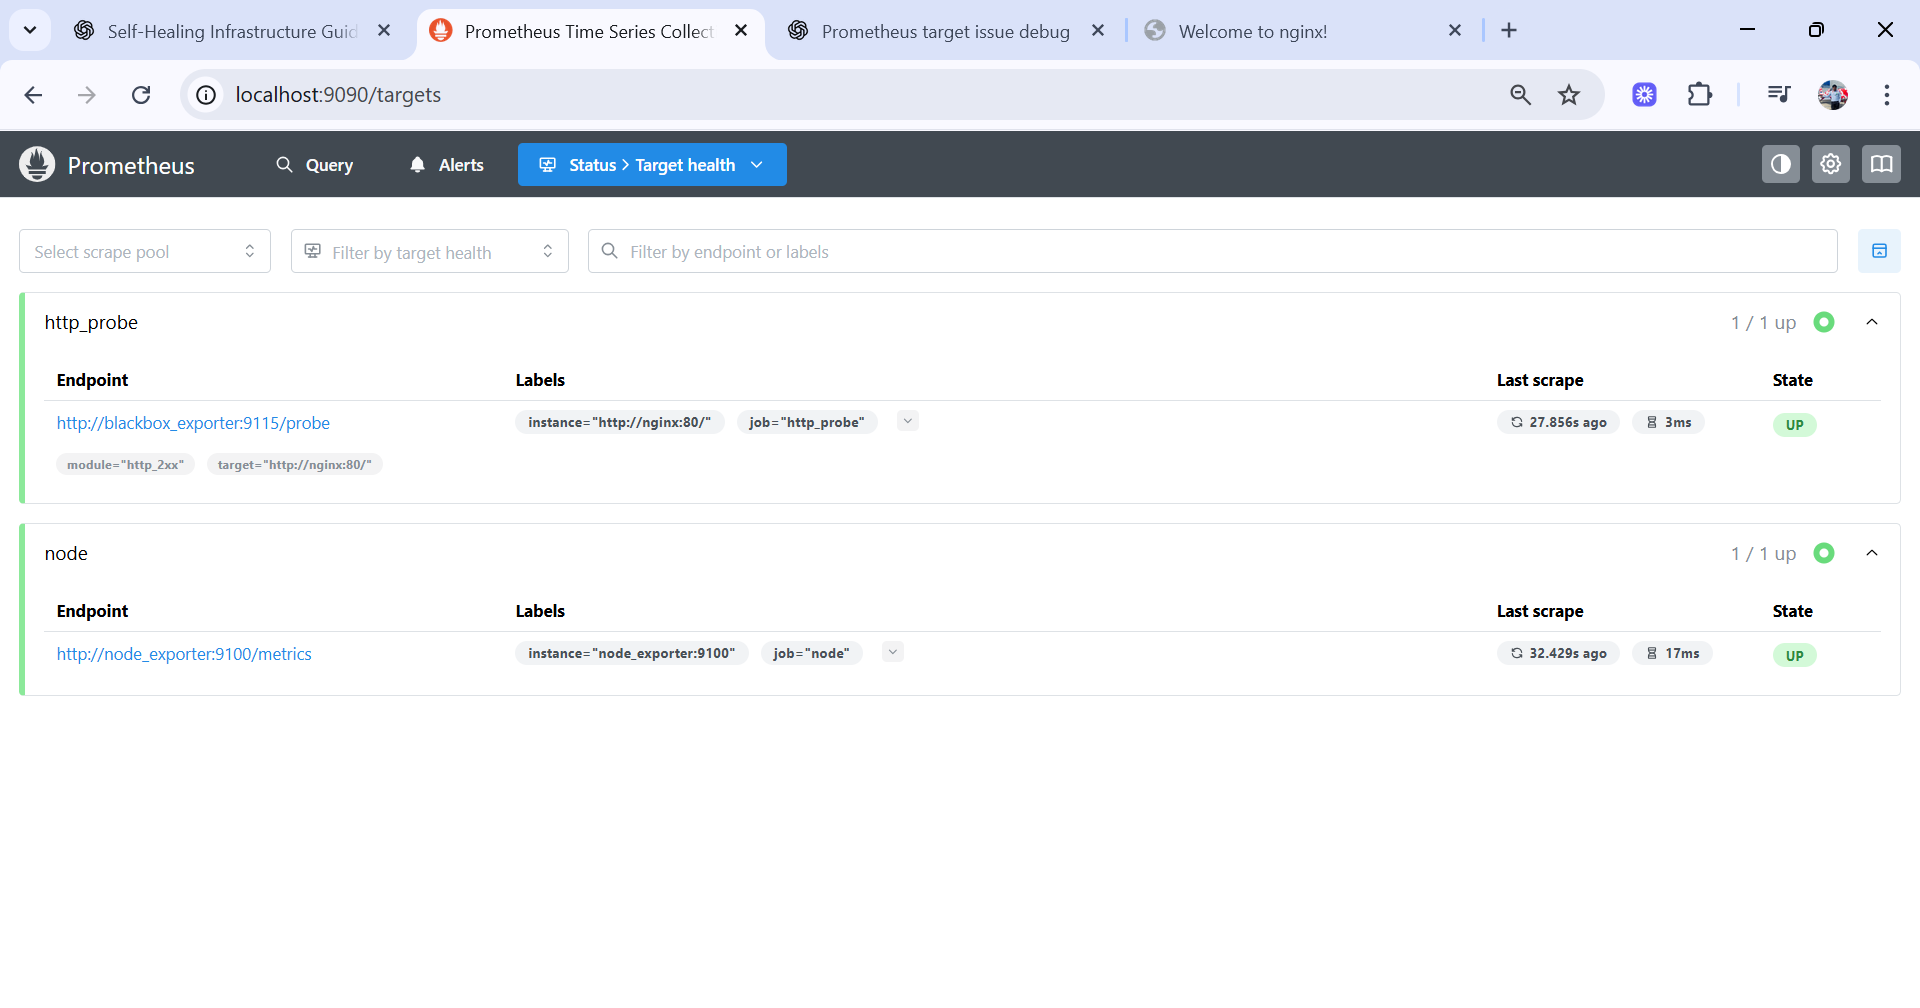 Self-Healing Infrastructure Guid
Prometheus Time Series Collect
Prometheus target issue debug
Welcome to nginx!
localhost:9090/targets
Prometheus
Query
Alerts
Status > Target health
Select scrape pool
Filter by target health
Filter by endpoint or labels
http_probe
1 / 1 up
Endpoint Labels Last scrape State
http://blackbox_exporter:9115/probe instance="http://nginx:80/" job="http_probe" 27.856s ago 3ms UP
module="http_2xx" target="http://nginx:80/"
node
1 / 1 up
Endpoint Labels Last scrape State
http://node_exporter:9100/metrics instance="node_exporter:9100" job="node" 32.429s ago 17ms UP